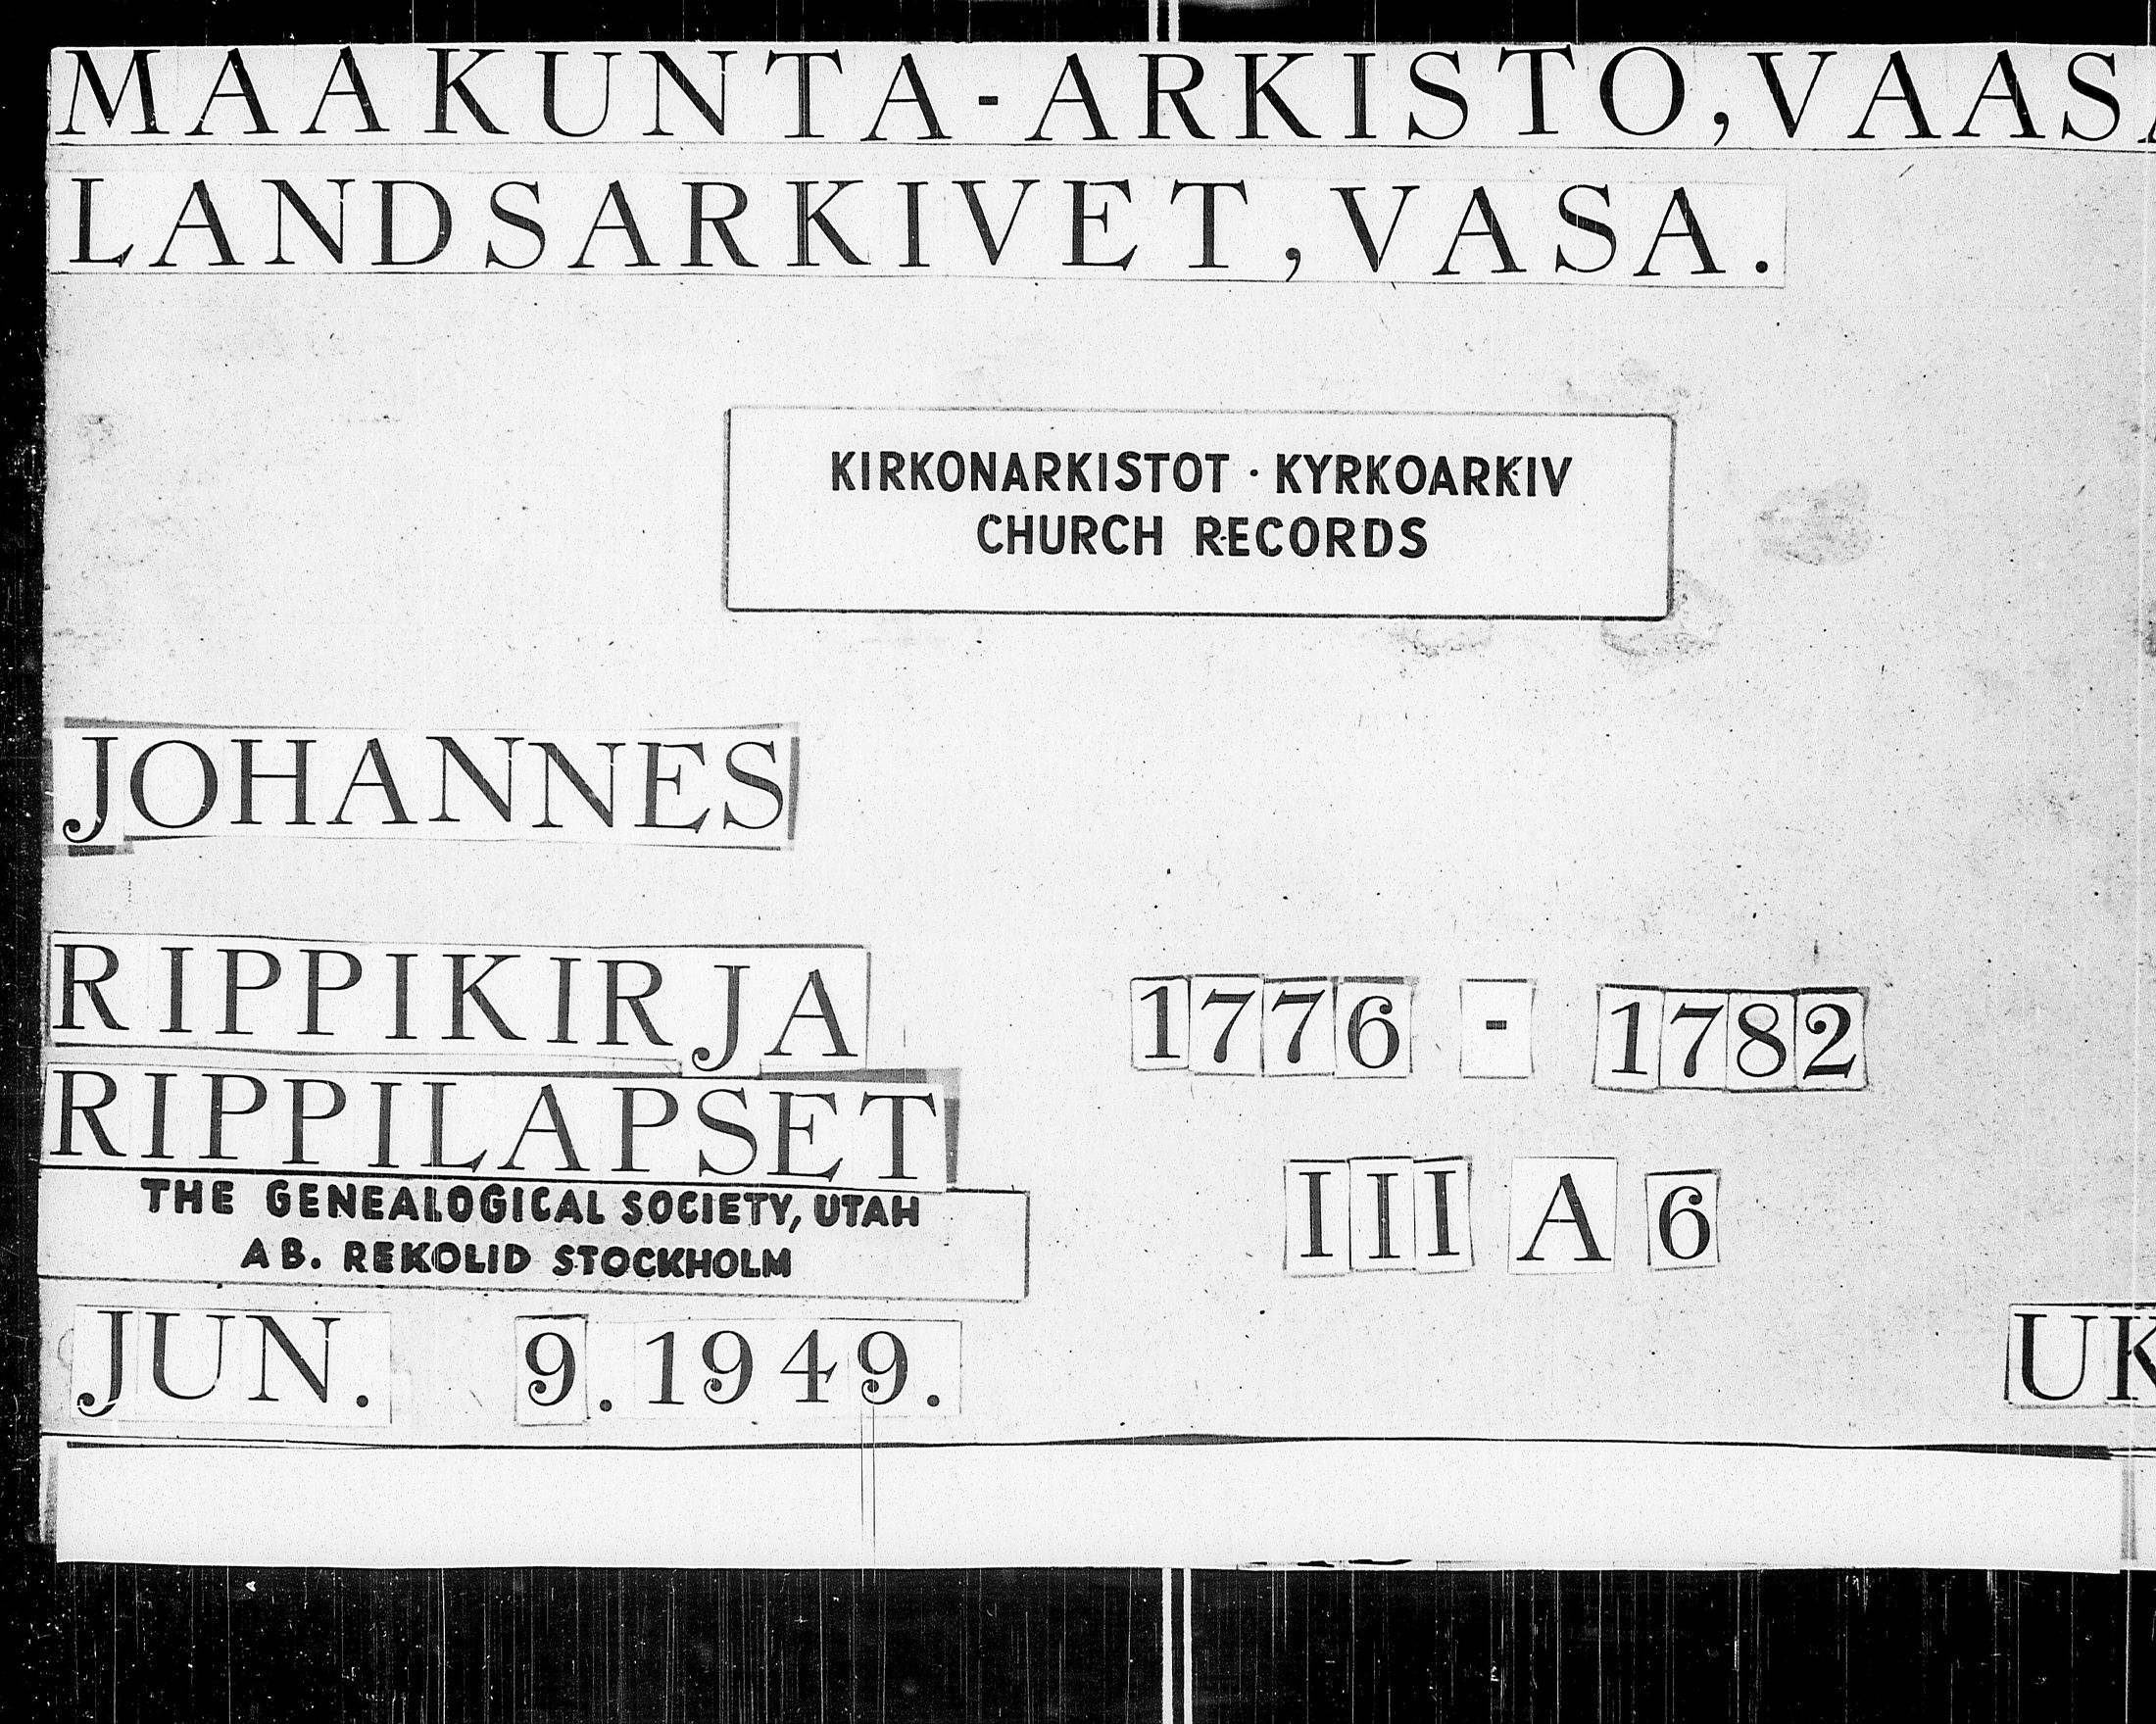 MAAKUNTA-ARKISTO,VAASA
LANDSARKIVET,VASA.
KIRKONARKISTOT · KYRKOARKIV
CHURCH RECORDS
JOHANNES
RIPPIKIRJA 1776 - 1782
RIPPILAPSET
III A 6
THE GENEALOGICAL SOCIETY, UTAH
AB. REKOLID STOCKHOLM
JUN. 9.1949.
UK